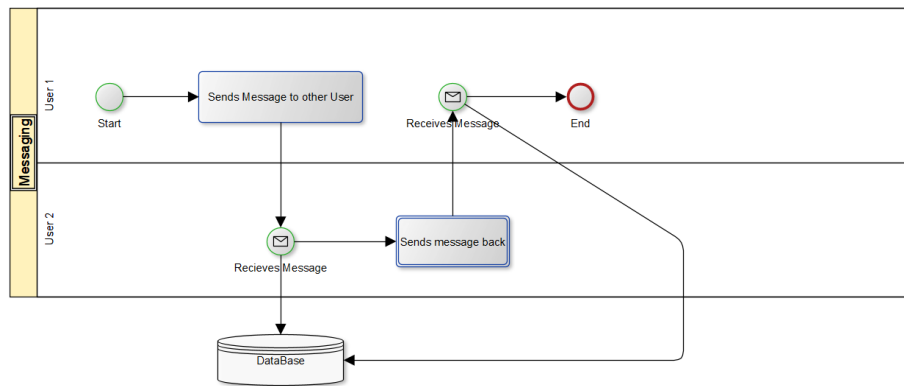 Messaging
User 1
Start
Sends Message to other User
Receives Message
End
User 2
Recieves Message
Sends message back
DataBase